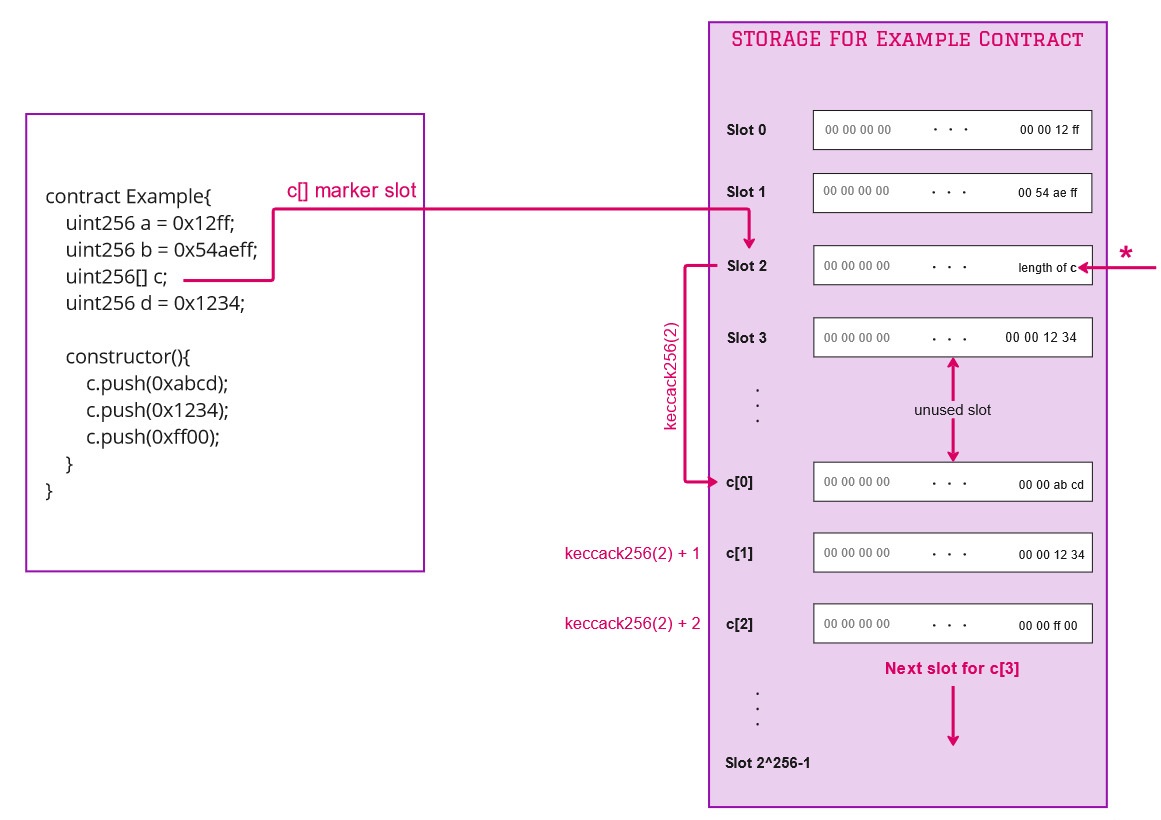 contract Example{
uint256 a = 0x12ff;
uint256 b = 0x54aeff;
uint256[] c;
uint256 d = 0x1234;
constructor(){
c.push(0xabcd);
c.push(0x1234);
c.push(0xff00);
}
}
c[] marker slot
STORAGE FOR EXAMPLE CONTRACT
Slot 0 00 00 00 00 . . . 00 00 12 ff
Slot 1 00 00 00 00 . . . 00 54 ae ff
Slot 2 00 00 00 00 . . . length of c *
keccack256(2)
Slot 3 00 00 00 00 . . . 00 00 12 34
unused slot
c[0] 00 00 00 00 . . . 00 00 ab cd
keccack256(2) + 1 c[1] 00 00 00 00 . . . 00 00 12 34
keccack256(2) + 2 c[2] 00 00 00 00 . . . 00 00 ff 00
Next slot for c[3]
Slot 2^256-1